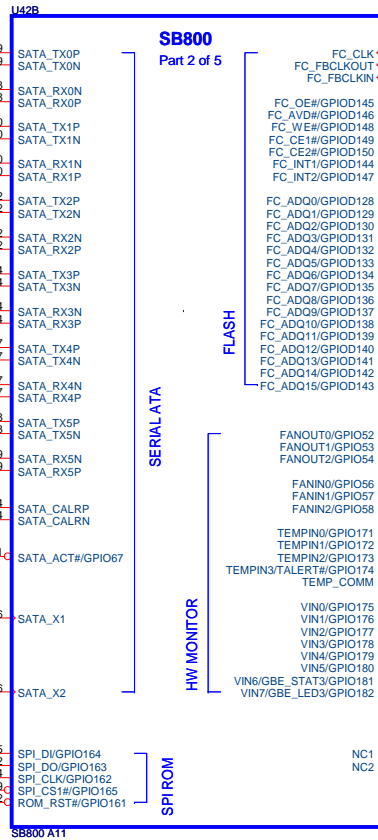 U42B
SB800
Part 2 of 5
SATA_TX0P
SATA_TX0N
SATA_RX0N
SATA_RX0P
SATA_TX1P
SATA_TX1N
SATA_RX1N
SATA_RX1P
SATA_TX2P
SATA_TX2N
SATA_RX2N
SATA_RX2P
SATA_TX3P
SATA_TX3N
SATA_RX3N
SATA_RX3P
SATA_TX4P
SATA_TX4N
SATA_RX4N
SATA_RX4P
SATA_TX5P
SATA_TX5N
SATA_RX5N
SATA_RX5P
SATA_CALRP
SATA_CALRN
SATA_ACT#/GPIO67
SATA_X1
SATA_X2
SERIAL ATA
SPI_DI/GPIO164
SPI_DO/GPIO163
SPI_CLK/GPIO162
SPI_CS1#/GPIO165
ROM_RST#/GPIO161
SPI ROM
FLASH
FC_CLK
FC_FBCLKOUT
FC_FBCLKIN
FC_OE#/GPIOD145
FC_AVD#/GPIOD146
FC_WE#/GPIOD148
FC_CE1#/GPIOD149
FC_CE2#/GPIOD150
FC_INT1/GPIOD144
FC_INT2/GPIOD147
FC_ADQ0/GPIOD128
FC_ADQ1/GPIOD129
FC_ADQ2/GPIOD130
FC_ADQ3/GPIOD131
FC_ADQ4/GPIOD132
FC_ADQ5/GPIOD133
FC_ADQ6/GPIOD134
FC_ADQ7/GPIOD135
FC_ADQ8/GPIOD136
FC_ADQ9/GPIOD137
FC_ADQ10/GPIOD138
FC_ADQ11/GPIOD139
FC_ADQ12/GPIOD140
FC_ADQ13/GPIOD141
FC_ADQ14/GPIOD142
FC_ADQ15/GPIOD143
HW MONITOR
FANOUT0/GPIO52
FANOUT1/GPIO53
FANOUT2/GPIO54
FANIN0/GPIO56
FANIN1/GPIO57
FANIN2/GPIO58
TEMPIN0/GPIO171
TEMPIN1/GPIO172
TEMPIN2/GPIO173
TEMPIN3/TALERT#/GPIO174
TEMP_COMM
VIN0/GPIO175
VIN1/GPIO176
VIN2/GPIO177
VIN3/GPIO178
VIN4/GPIO179
VIN5/GPIO180
VIN6/GBE_STAT3/GPIO181
VIN7/GBE_LED3/GPIO182
NC1
NC2
SB800 A11